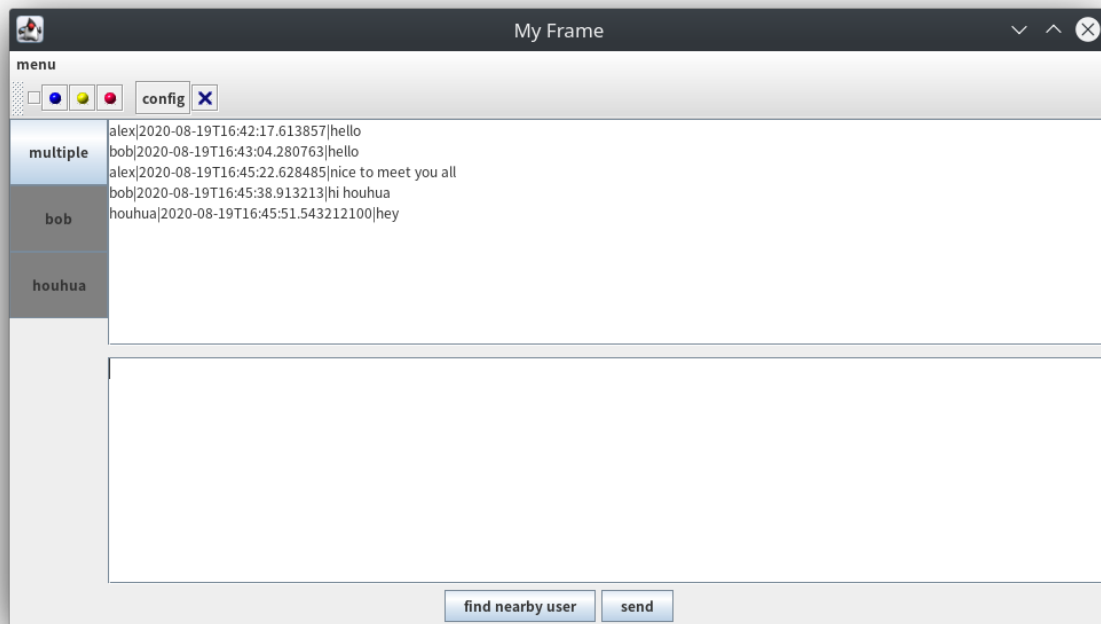 My Frame
menu
config
multiple
bob
houhua
alex|2020-08-19T16:42:17.613857|hello
bob|2020-08-19T16:43:04.280763|hello
alex|2020-08-19T16:45:22.628485|nice to meet you all
bob|2020-08-19T16:45:38.913213|hi houhua
houhua|2020-08-19T16:45:51.543212100|hey
find nearby user
send